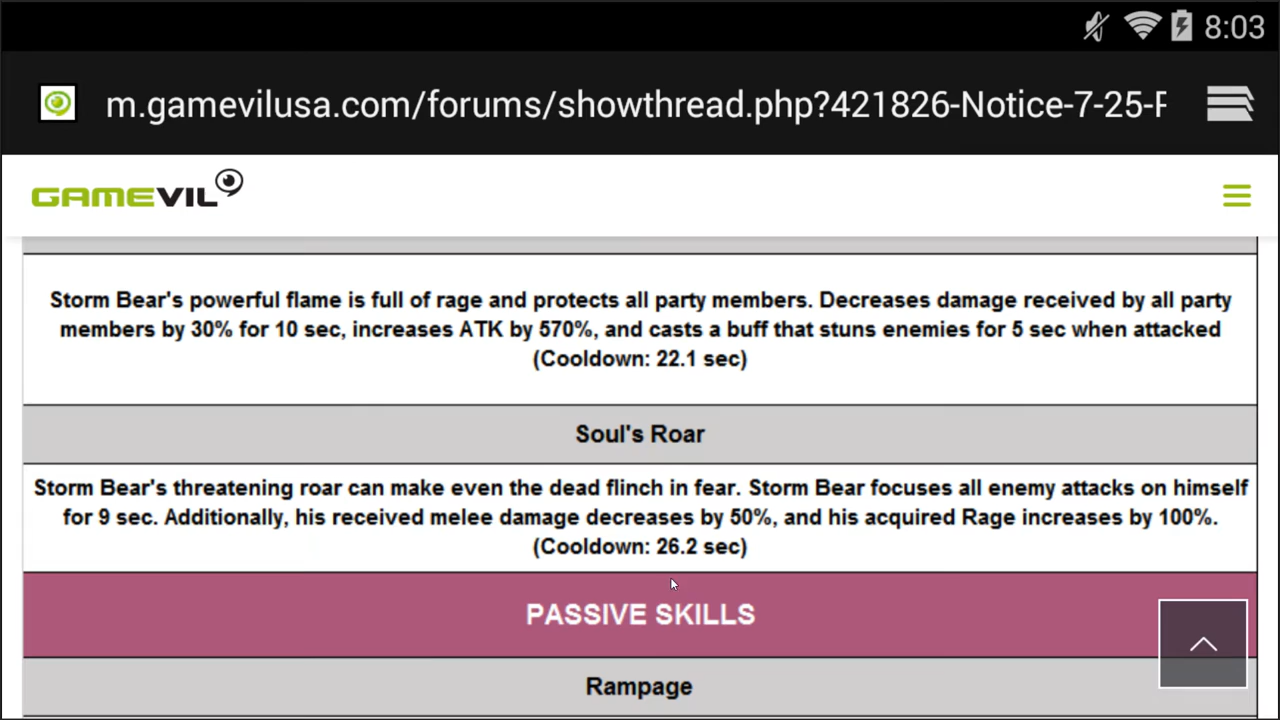 8:03
m.gamevilusa.com/forums/showthread.php?421826-Notice-7-25-F
GAMEVIL
Storm Bear's powerful flame is full of rage and protects all party members. Decreases damage received by all party
members by 30% for 10 sec, increases ATK by 570%, and casts a buff that stuns enemies for 5 sec when attacked
(Cooldown: 22.1 sec)
Soul's Roar
Storm Bear's threatening roar can make even the dead flinch in fear. Storm Bear focuses all enemy attacks on himself
for 9 sec. Additionally, his received melee damage decreases by 50%, and his acquired Rage increases by 100%.
(Cooldown: 26.2 sec)
PASSIVE SKILLS
Rampage